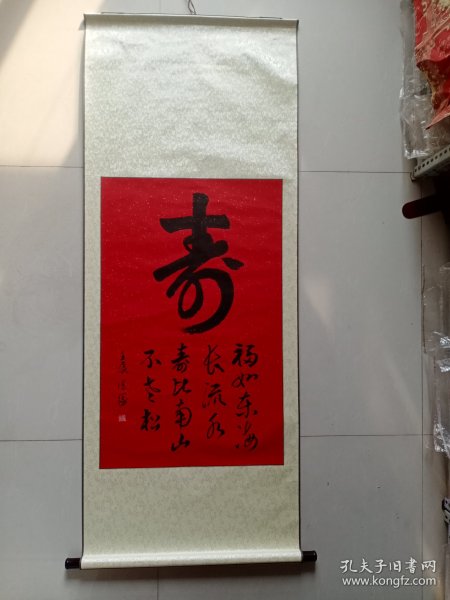 寿
福如东海
长流水
寿比南山
不老松
孔夫子旧书网
www.kongfz.com